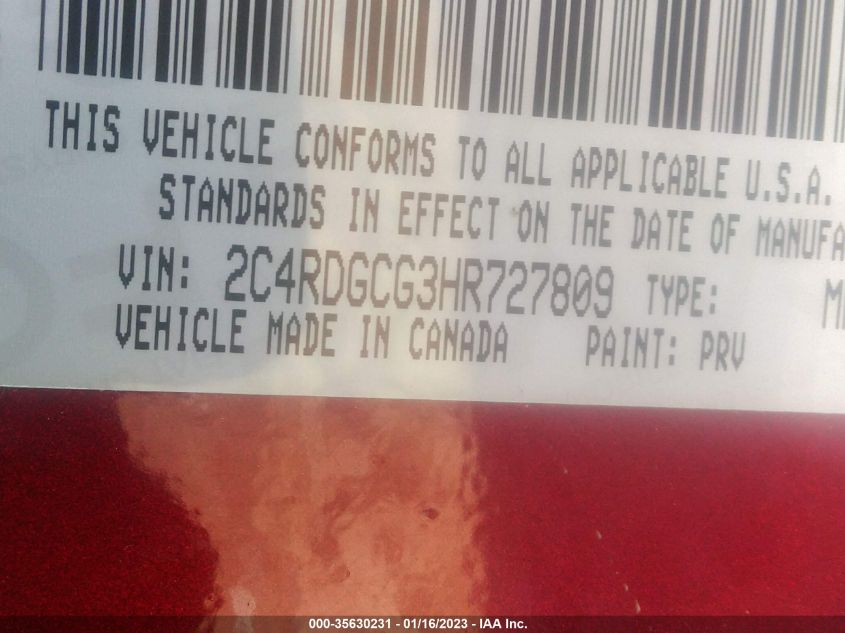 THIS VEHICLE CONFORMS TO ALL APPLICABLE U.S.A.
STANDARDS IN EFFECT ON THE DATE OF MANUFA
VIN: 2C4RDGCG3HR727809 TYPE:
VEHICLE MADE IN CANADA PAINT: PRV
000-35630231 - 01/16/2023 - IAA Inc.